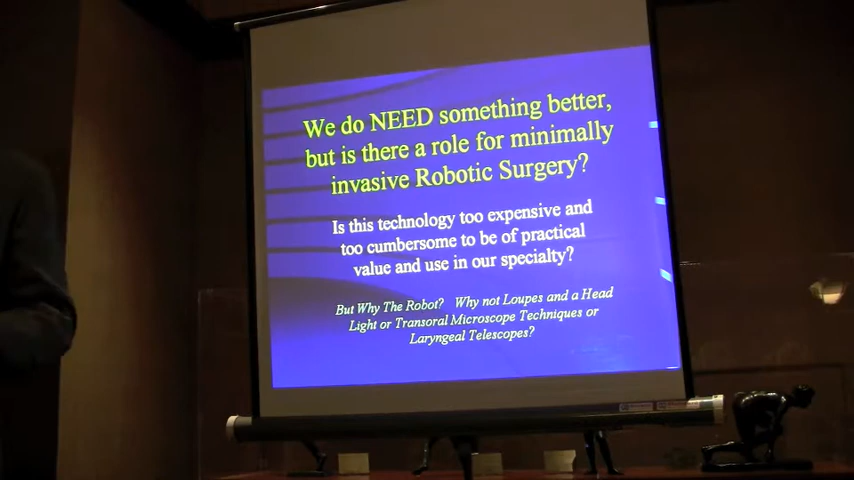 We do NEED something better,
but is there a role for minimally
invasive Robotic Surgery?
Is this technology too expensive and
too cumbersome to be of practical
value and use in our specialty?
But Why The Robot? Why not Loupes and a Head
Light or Transoral Microscope Techniques or
Laryngeal Telescopes?